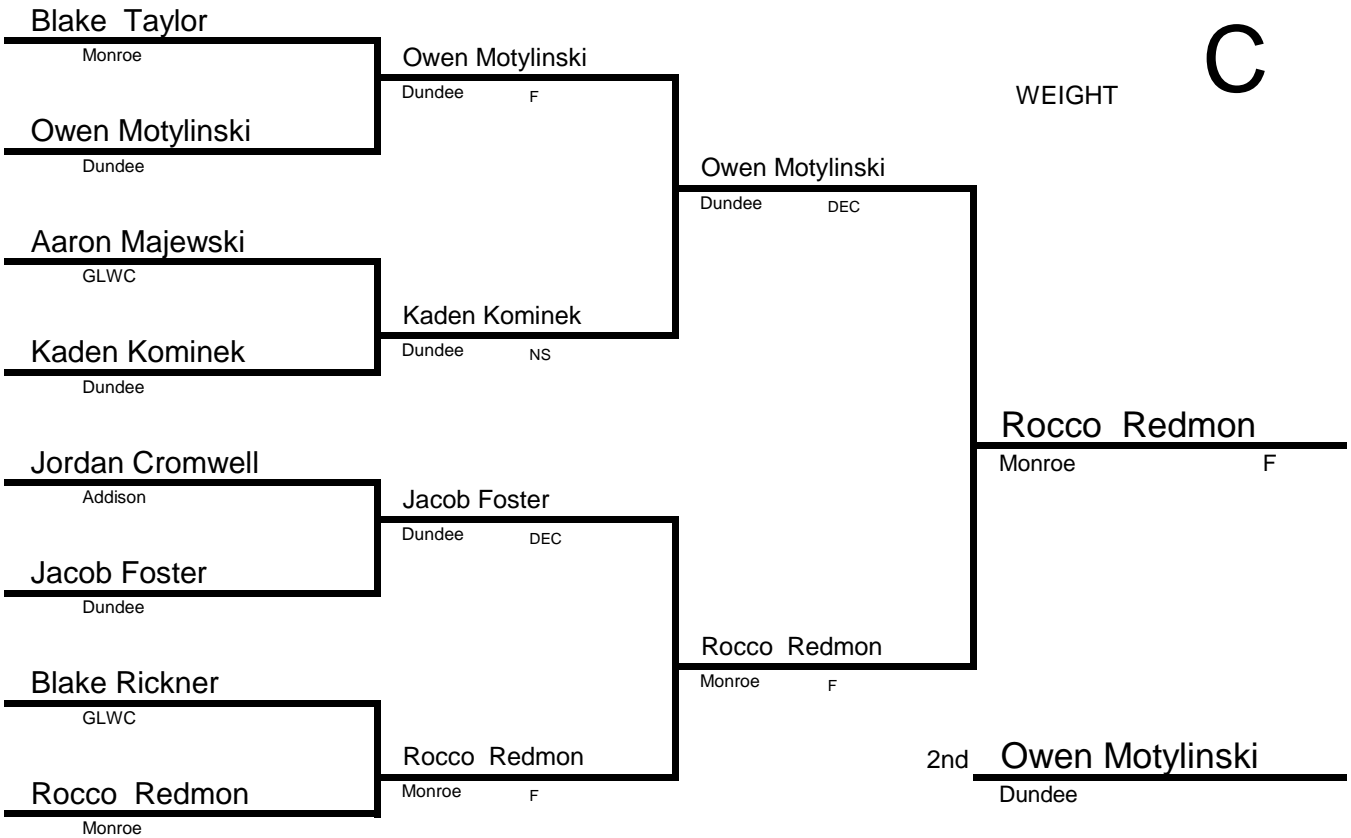 Blake  Taylor
Monroe
Owen Motylinski
Dundee
Aaron Majewski
GLWC
Kaden Kominek
Dundee
Jordan Cromwell
Addison
Jacob Foster
Dundee
Blake Rickner
GLWC
Rocco  Redmon
Monroe
Owen Motylinski
Dundee F
Kaden Kominek
Dundee NS
Jacob Foster
Dundee DEC
Rocco  Redmon
Monroe F
Owen Motylinski
Dundee DEC
Rocco  Redmon
Monroe F
WEIGHT C
Rocco  Redmon
Monroe F
2nd Owen Motylinski
Dundee